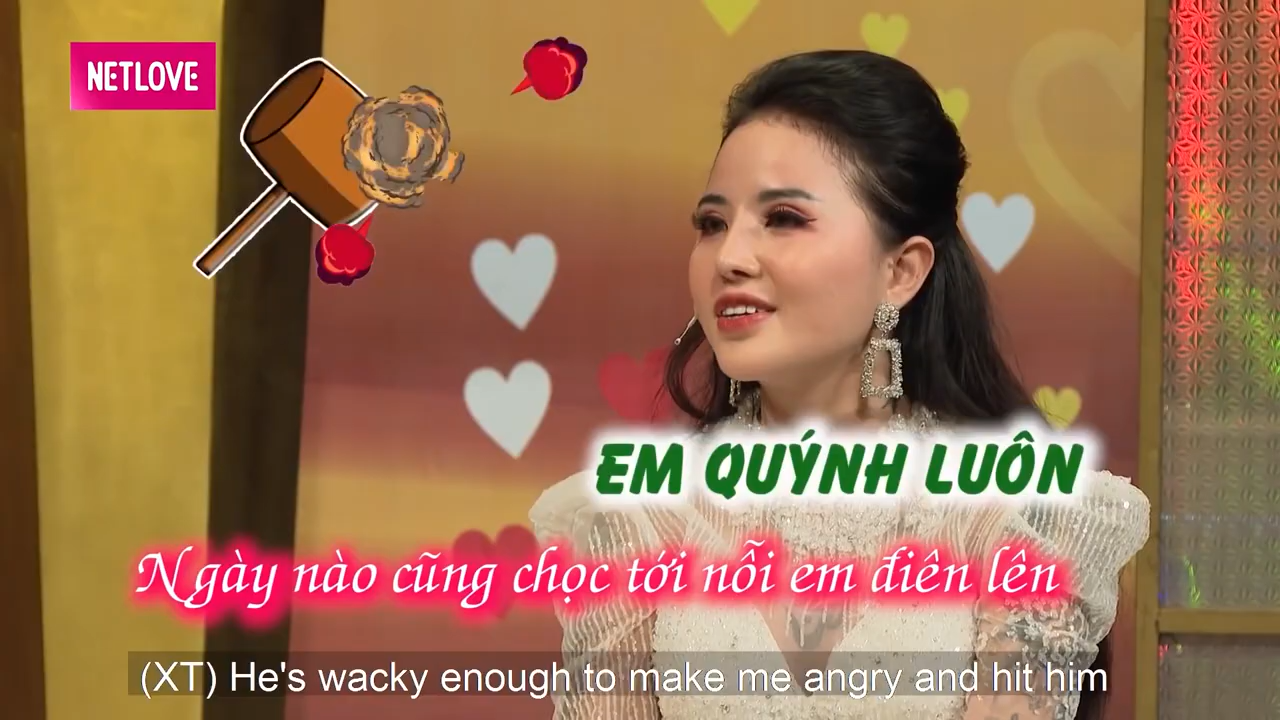 NETLOVE
EM QUÝNH LUÔN
Ngày nào cũng chọc tới nỗi em điên lên
(XT) He's wacky enough to make me angry and hit him